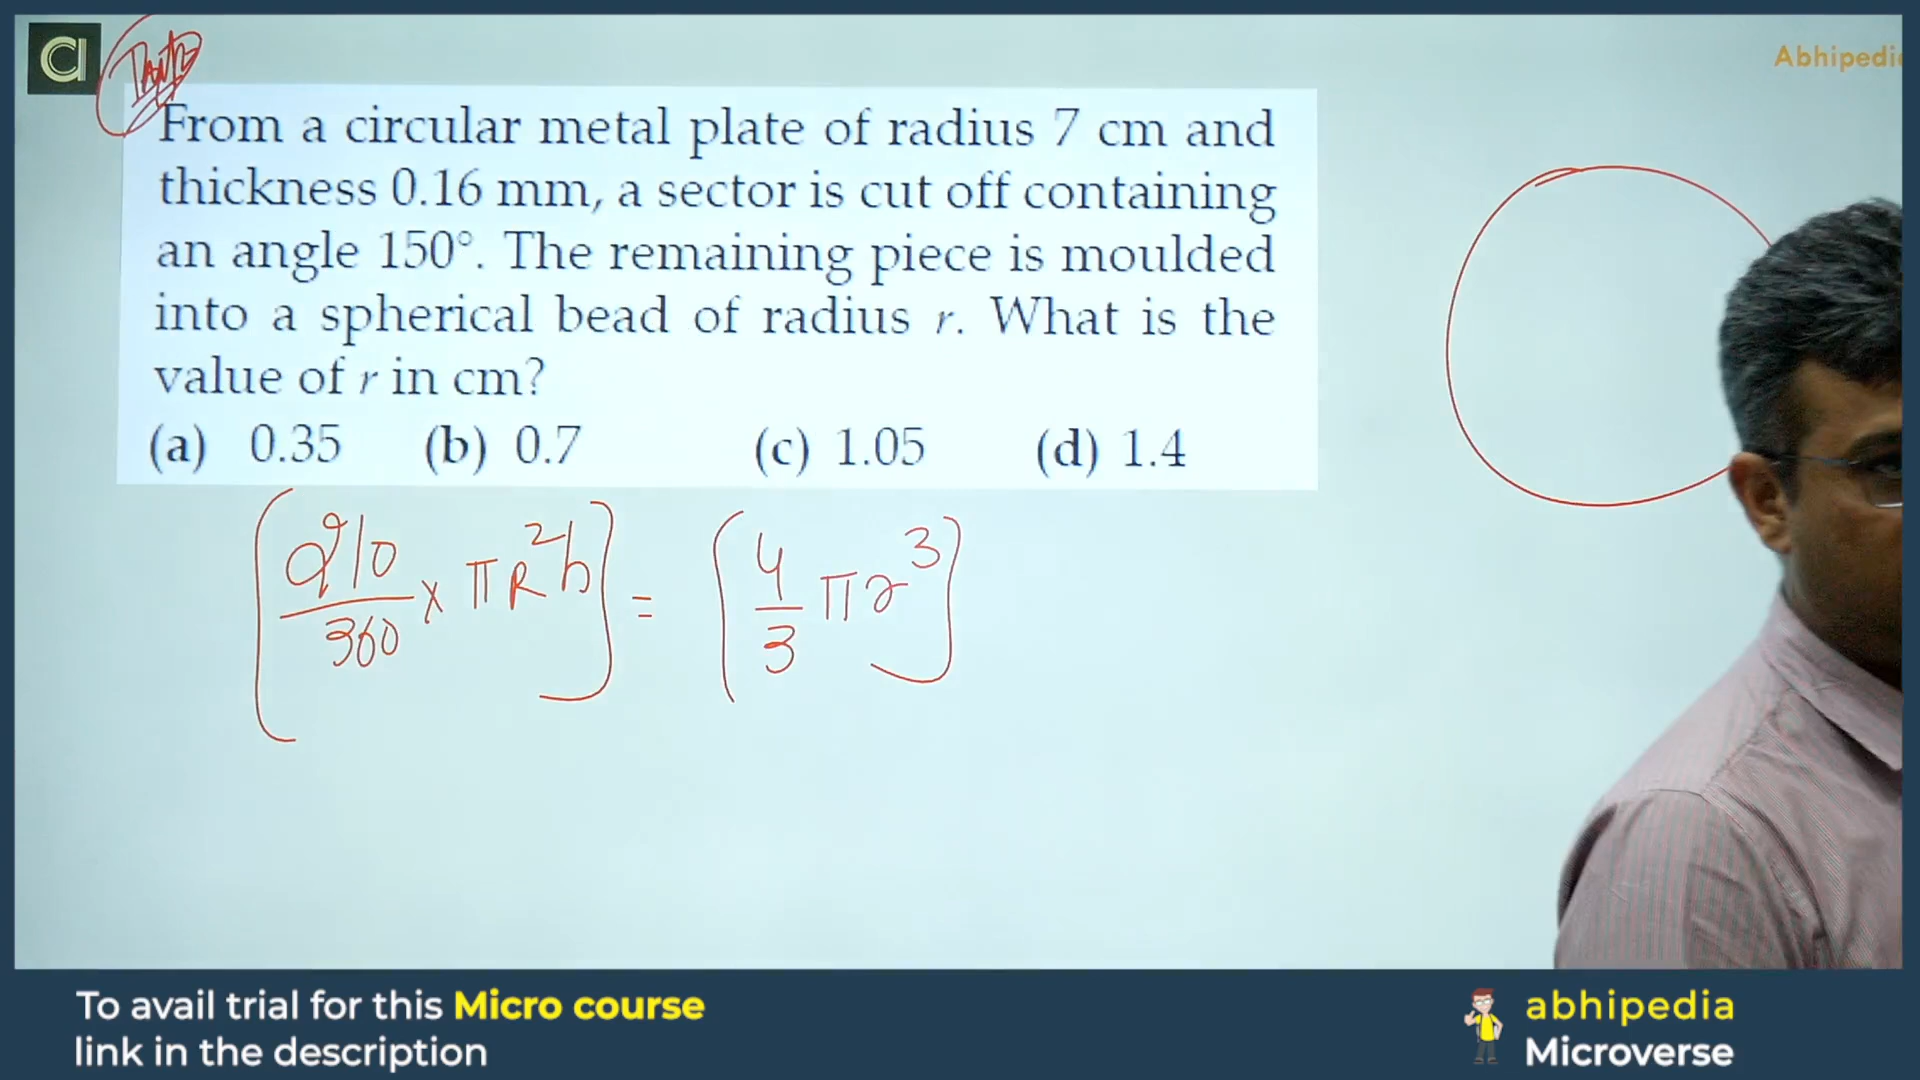 CI
Abhipedi
From a circular metal plate of radius 7 cm and
thickness 0.16 mm, a sector is cut off containing
an angle 150°. The remaining piece is moulded
into a spherical bead of radius r. What is the
value of r in cm?
(a) 0.35 (b) 0.7 (c) 1.05 (d) 1.4
(210/360 × πR²h) = (4/3 πr³)
To avail trial for this Micro course
link in the description
abhipedia
Microverse